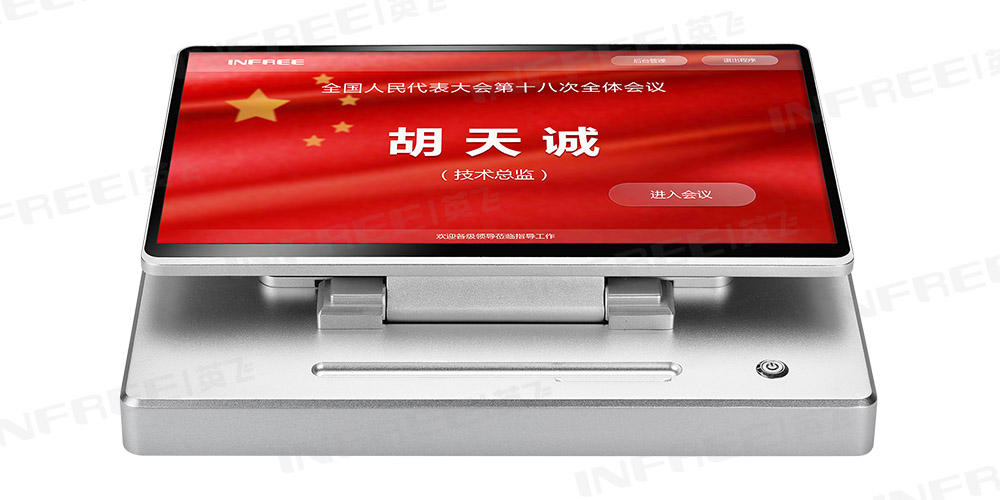 INFREE
后台管理
退出程序
全国人民代表大会第十八次全体会议
胡天诚
（技术总监）
进入会议
欢迎各级领导莅临指导工作
INFREE|英飞